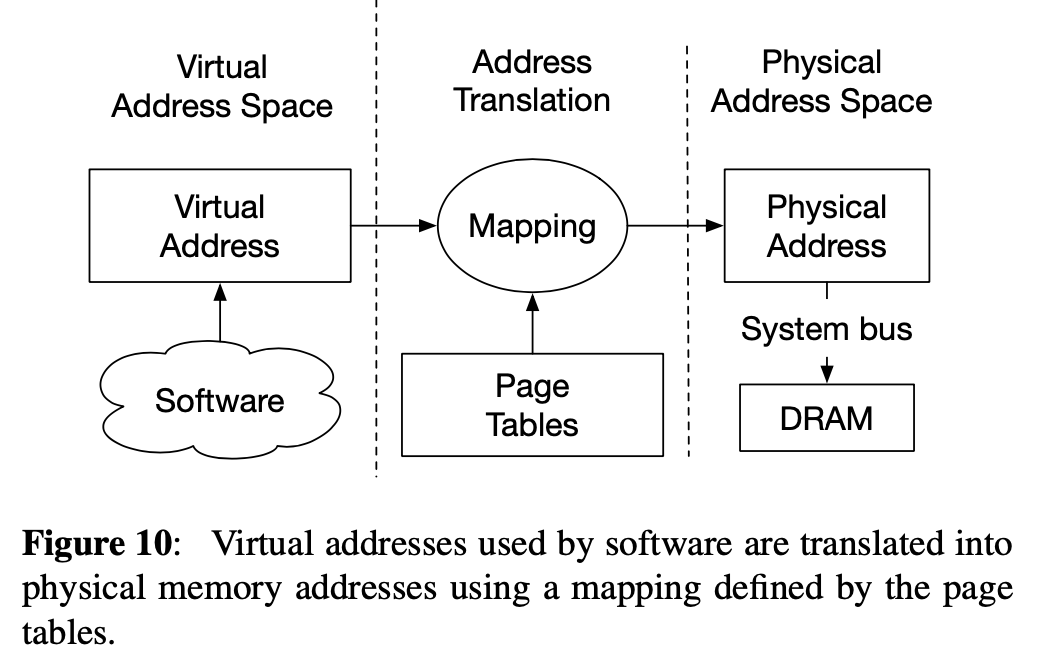 Virtual
Address Space
Address
Translation
Physical
Address Space
Virtual
Address
Mapping
Physical
Address
System bus
Software
Page
Tables
DRAM
Figure 10: Virtual addresses used by software are translated into
physical memory addresses using a mapping defined by the page
tables.